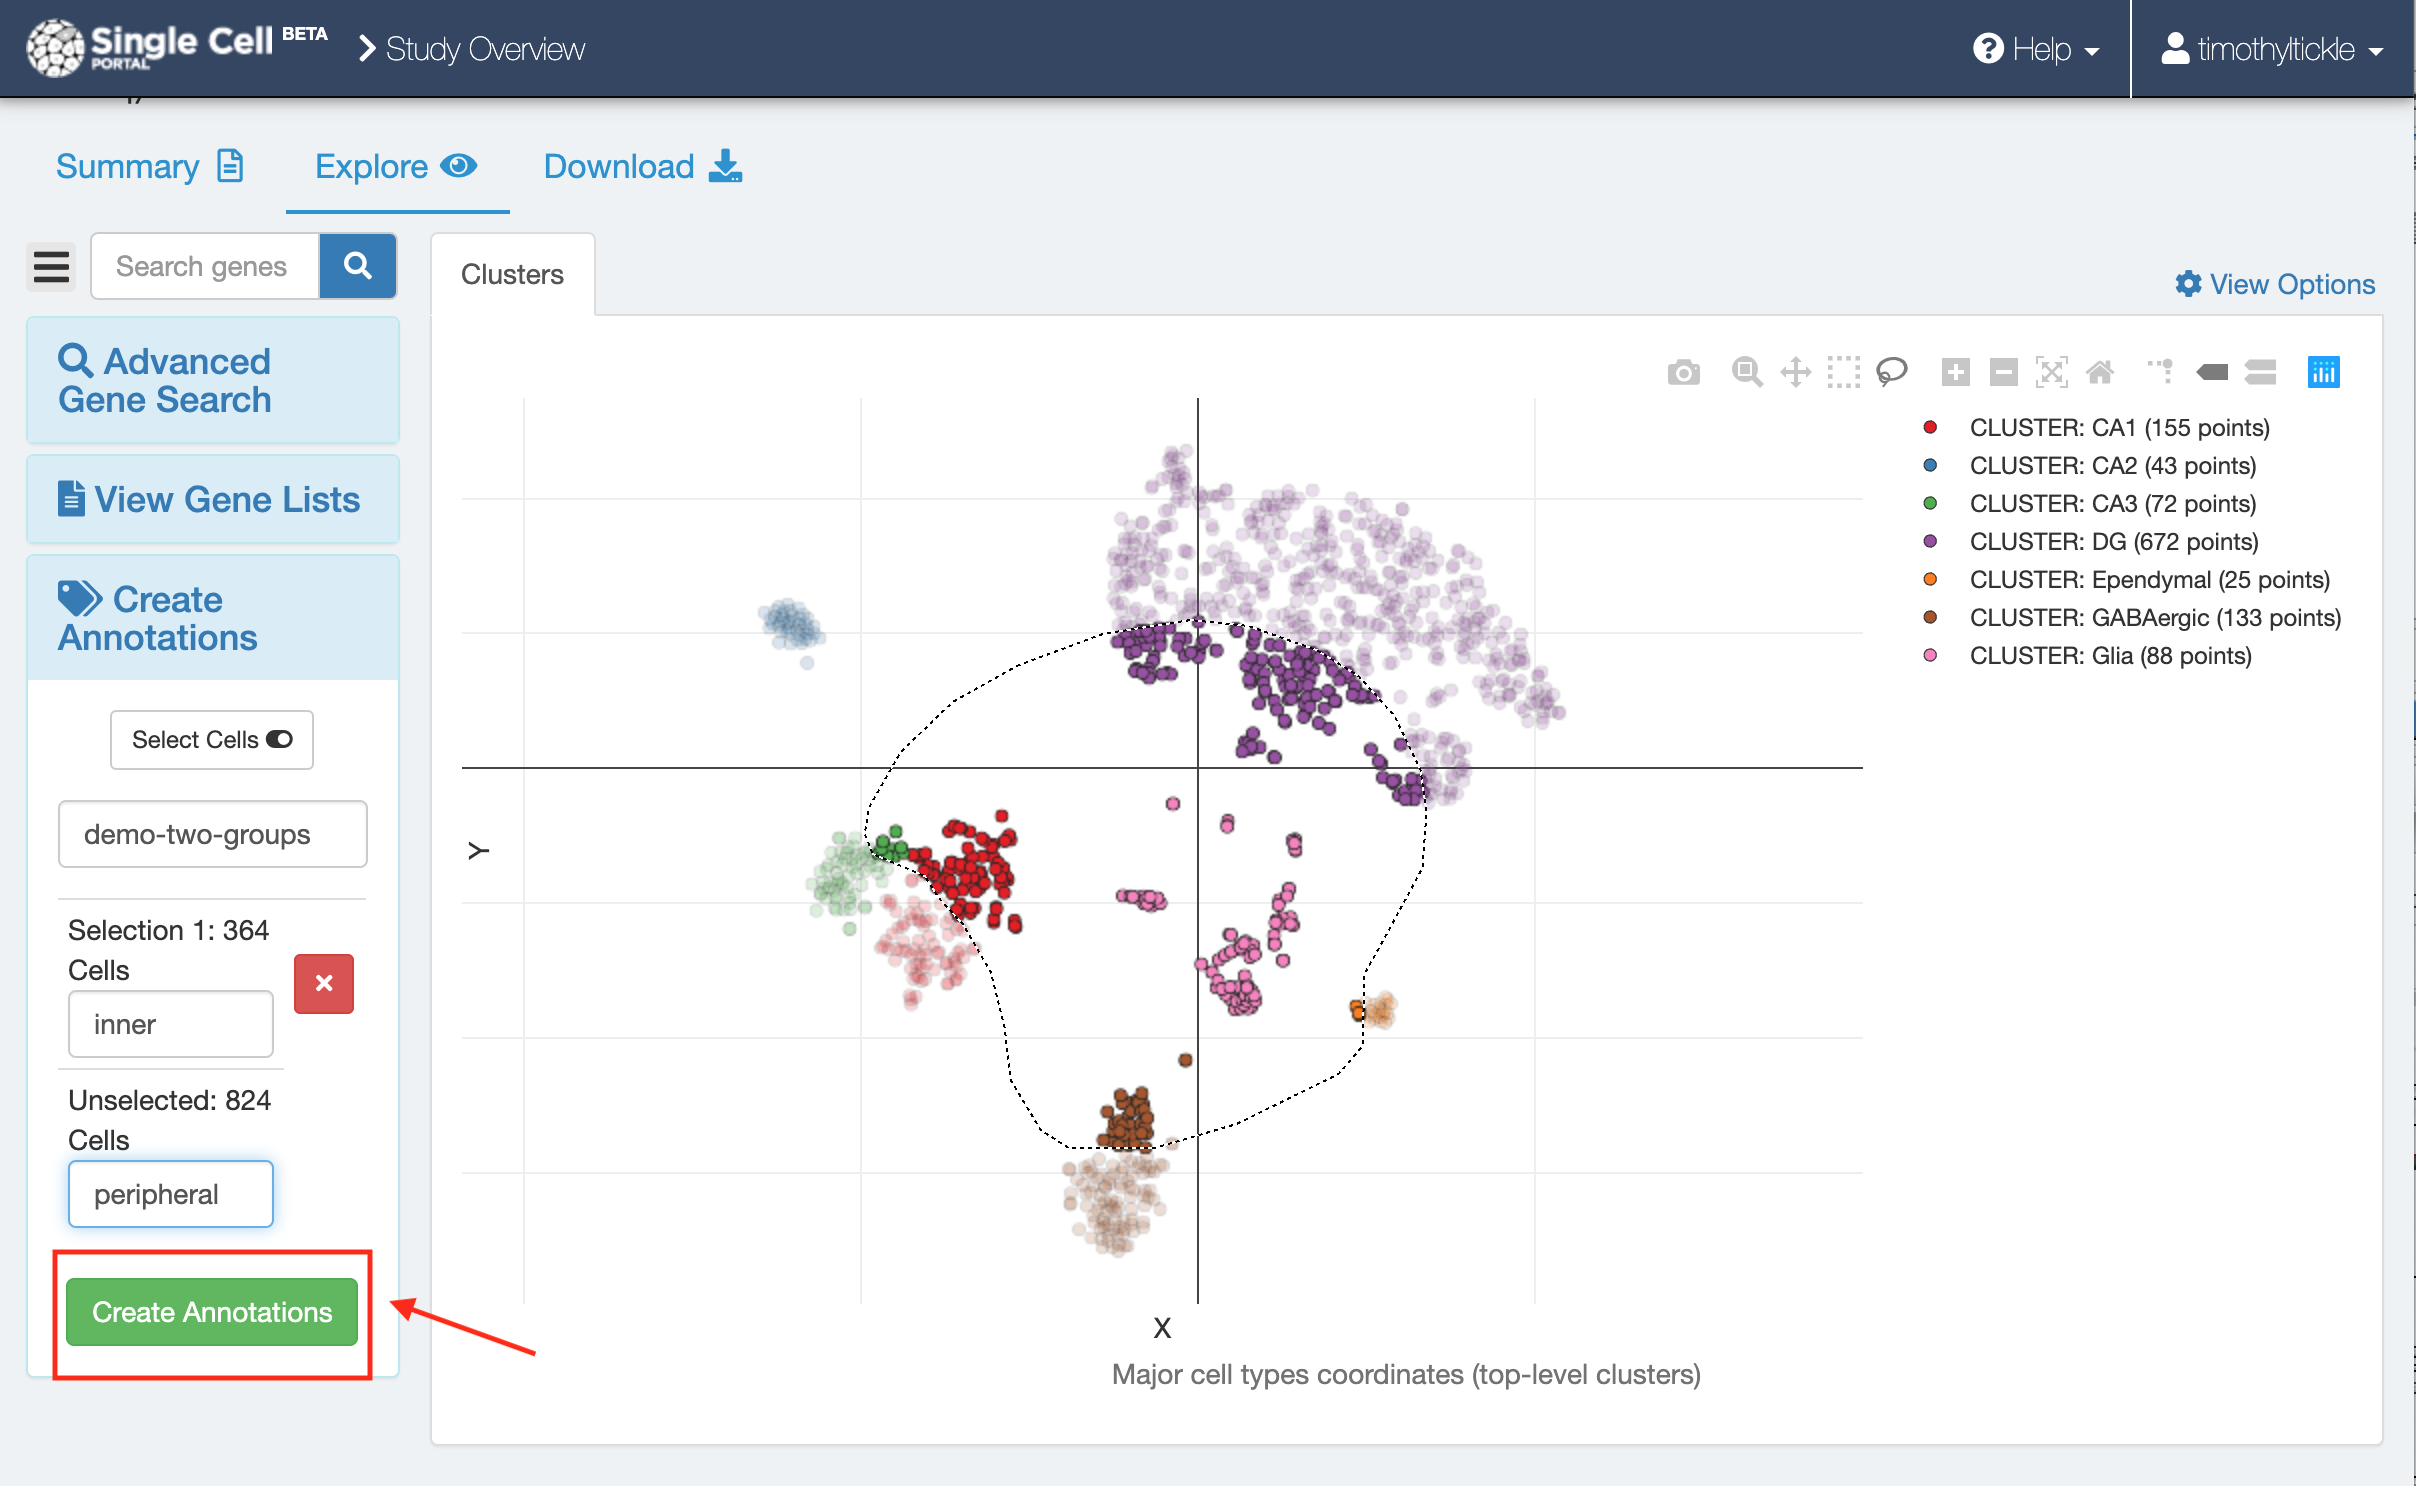 Single Cell BETA
PORTAL
Study Overview
Help
timothyltickle
Summary
Explore
Download
Search genes
Clusters
View Options
Advanced
Gene Search
View Gene Lists
Create
Annotations
Select Cells
demo-two-groups
Selection 1: 364
Cells
inner
Unselected: 824
Cells
peripheral
Create Annotations
CLUSTER: CA1 (155 points)
CLUSTER: CA2 (43 points)
CLUSTER: CA3 (72 points)
CLUSTER: DG (672 points)
CLUSTER: Ependymal (25 points)
CLUSTER: GABAergic (133 points)
CLUSTER: Glia (88 points)
Y
X
Major cell types coordinates (top-level clusters)